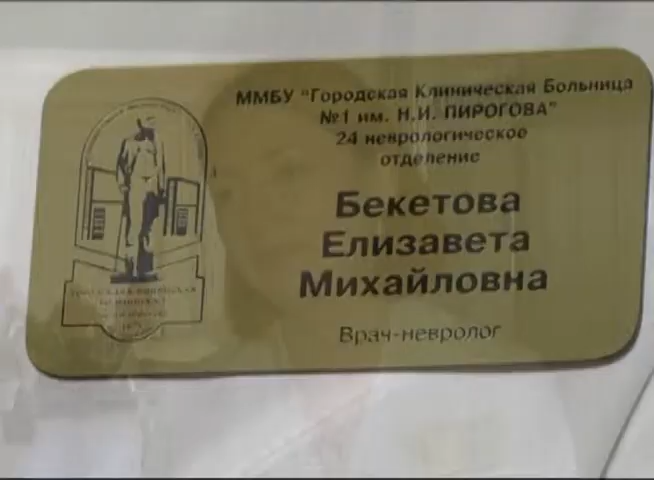 ММБУ "Городская Клиническая Больница
№1 им. Н.И. ПИРОГОВА"
24 неврологическое
отделение
Бекетова
Елизавета
Михайловна
Врач-невролог